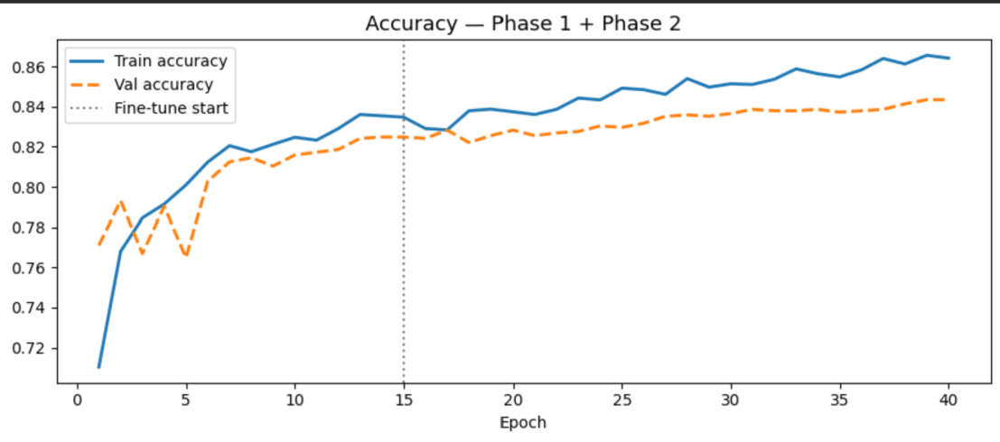 Accuracy — Phase 1 + Phase 2
Train accuracy
Val accuracy
Fine-tune start
0.86
0.84
0.82
0.80
0.78
0.76
0.74
0.72
0 5 10 15 20 25 30 35 40
Epoch